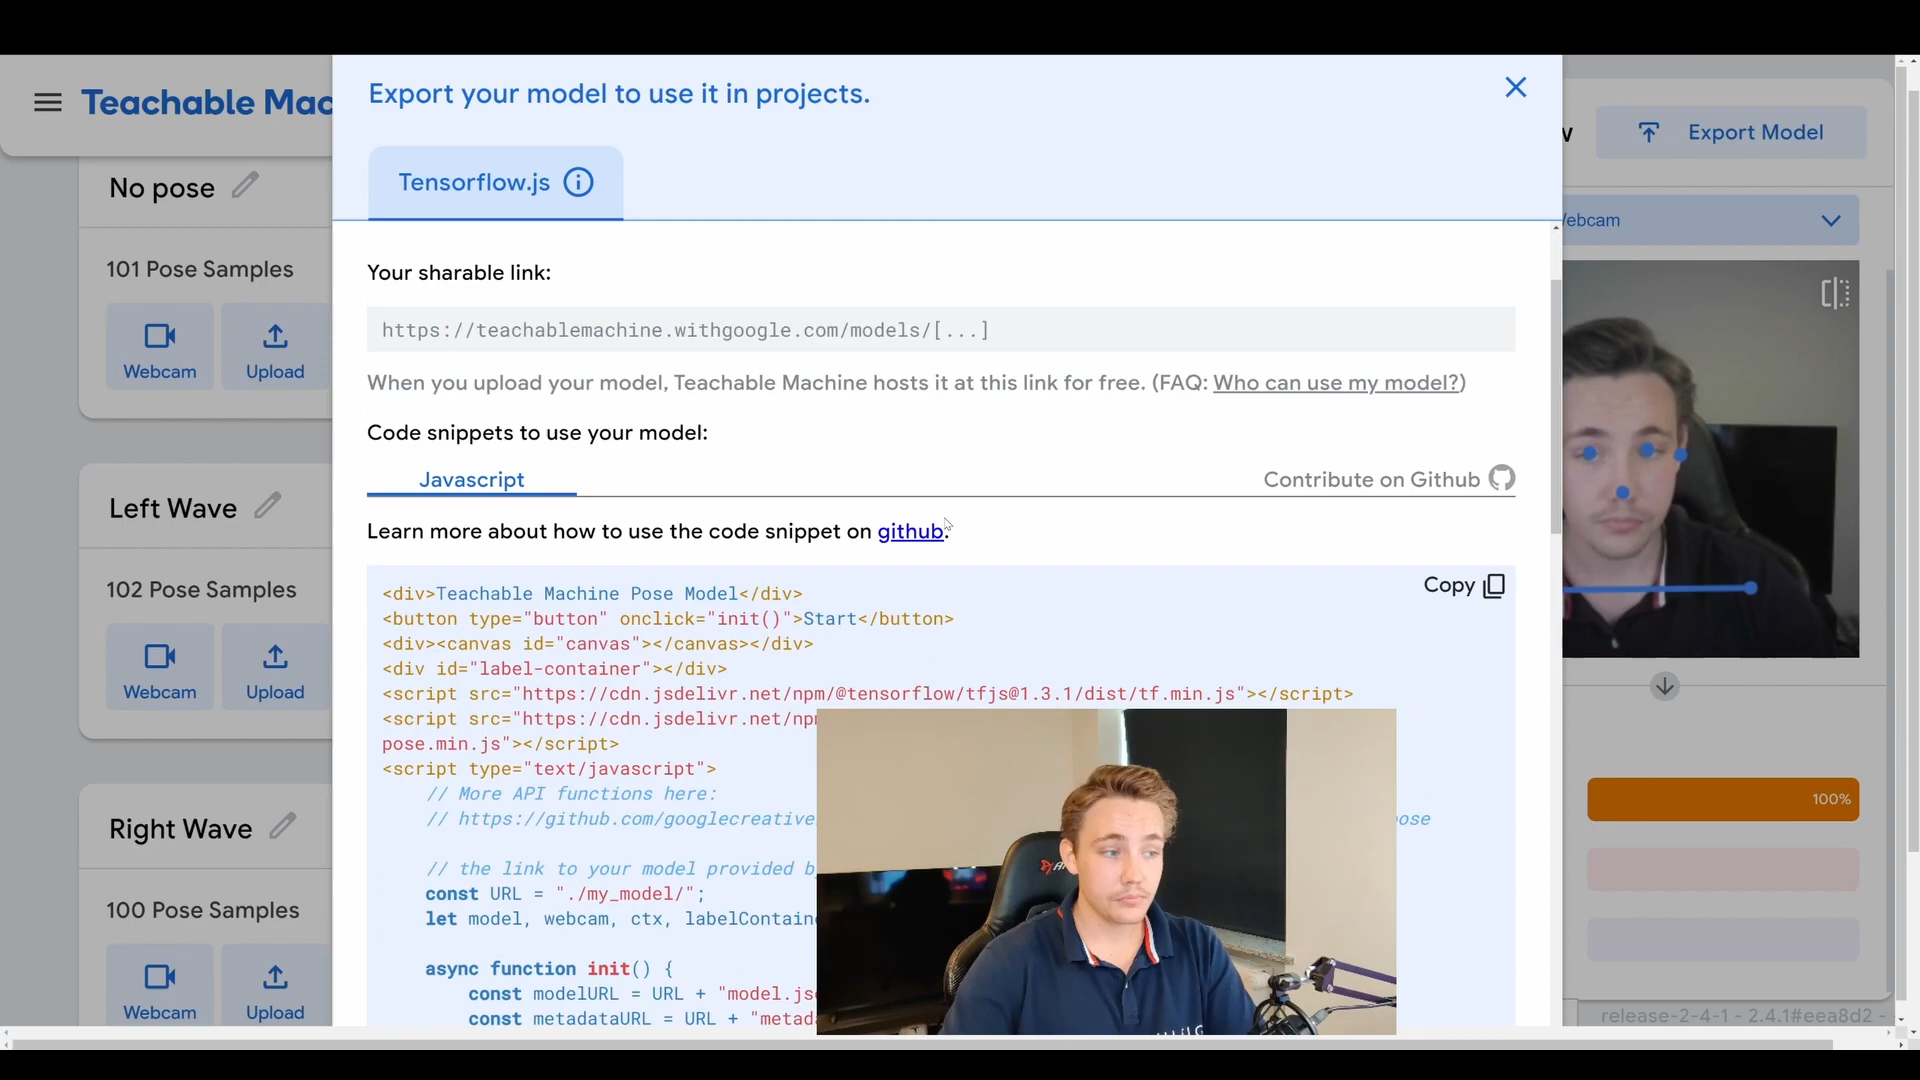 Teachable Mac
Export your model to use it in projects.
Export Model
Tensorflow.js
No pose
101 Pose Samples
Webcam
Upload
Left Wave
102 Pose Samples
Webcam
Upload
Right Wave
100 Pose Samples
Webcam
Upload
Your sharable link:
https://teachablemachine.withgoogle.com/models/[...]
When you upload your model, Teachable Machine hosts it at this link for free. (FAQ: Who can use my model?)
Code snippets to use your model:
Javascript
Contribute on Github
Learn more about how to use the code snippet on github.
Copy
<div>Teachable Machine Pose Model</div>
<button type="button" onclick="init()">Start</button>
<div><canvas id="canvas"></canvas></div>
<div id="label-container"></div>
<script src="https://cdn.jsdelivr.net/npm/@tensorflow/tfjs@1.3.1/dist/tf.min.js"></script>
<script src="https://cdn.jsdelivr.net/npm
pose.min.js"></script>
<script type="text/javascript">
// More API functions here:
// https://github.com/googlecreative
ose
// the link to your model provided b
const URL = "./my_model/";
let model, webcam, ctx, labelContain
async function init() {
const modelURL = URL + "model.js
const metadataURL = URL + "metad
Webcam
100%
release-2-4-1 - 2.4.1#eea8d2 -